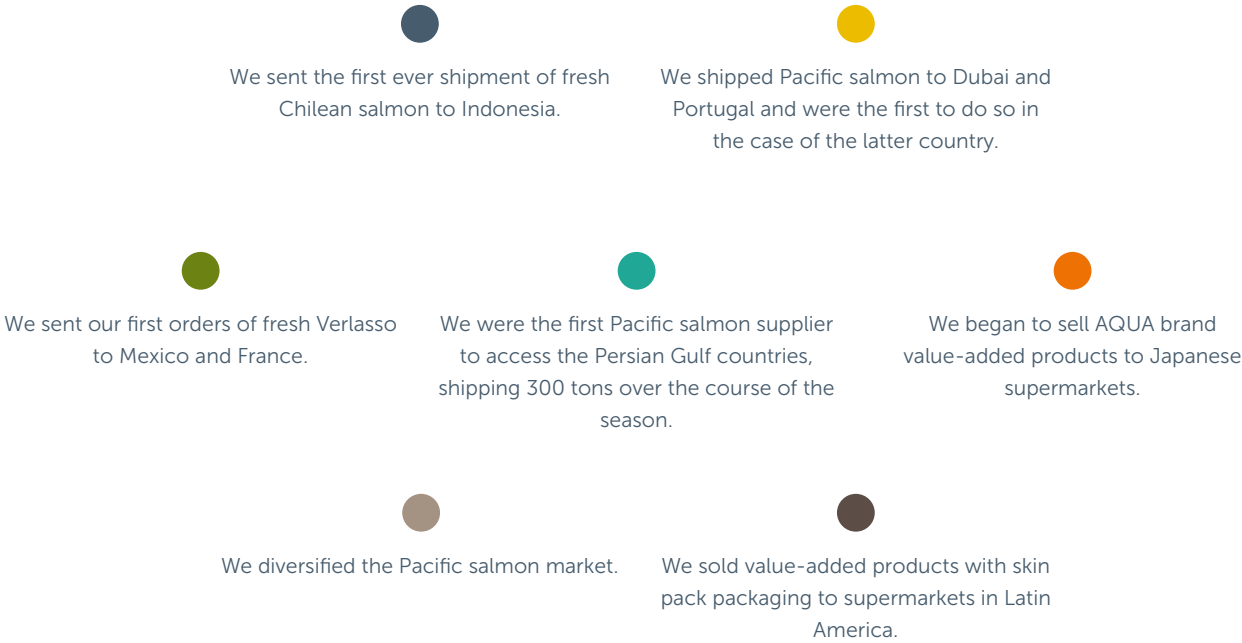 We sent the first ever shipment of fresh
Chilean salmon to Indonesia.
We shipped Pacific salmon to Dubai and
Portugal and were the first to do so in
the case of the latter country.
We sent our first orders of fresh Verlasso
to Mexico and France.
We were the first Pacific salmon supplier
to access the Persian Gulf countries,
shipping 300 tons over the course of the
season.
We began to sell AQUA brand
value-added products to Japanese
supermarkets.
We diversified the Pacific salmon market.
We sold value-added products with skin
pack packaging to supermarkets in Latin
America.